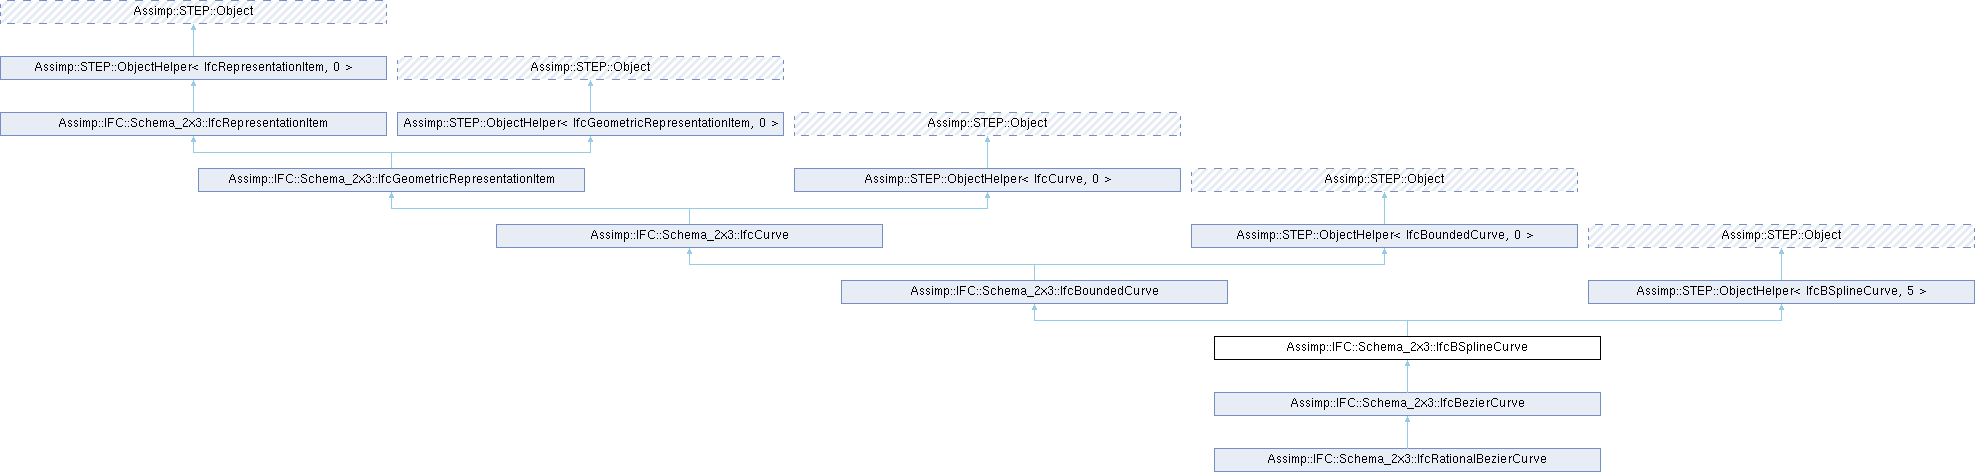 Assimp::STEP::Object
Assimp::STEP::ObjectHelper< IfcRepresentationItem, 0 >
Assimp::STEP::Object
Assimp::IFC::Schema_2x3::IfcRepresentationItem
Assimp::STEP::ObjectHelper< IfcGeometricRepresentationItem, 0 >
Assimp::STEP::Object
Assimp::IFC::Schema_2x3::IfcGeometricRepresentationItem
Assimp::STEP::ObjectHelper< IfcCurve, 0 >
Assimp::STEP::Object
Assimp::IFC::Schema_2x3::IfcCurve
Assimp::STEP::ObjectHelper< IfcBoundedCurve, 0 >
Assimp::STEP::Object
Assimp::IFC::Schema_2x3::IfcBoundedCurve
Assimp::STEP::ObjectHelper< IfcBSplineCurve, 5 >
Assimp::IFC::Schema_2x3::IfcBSplineCurve
Assimp::IFC::Schema_2x3::IfcBezierCurve
Assimp::IFC::Schema_2x3::IfcRationalBezierCurve